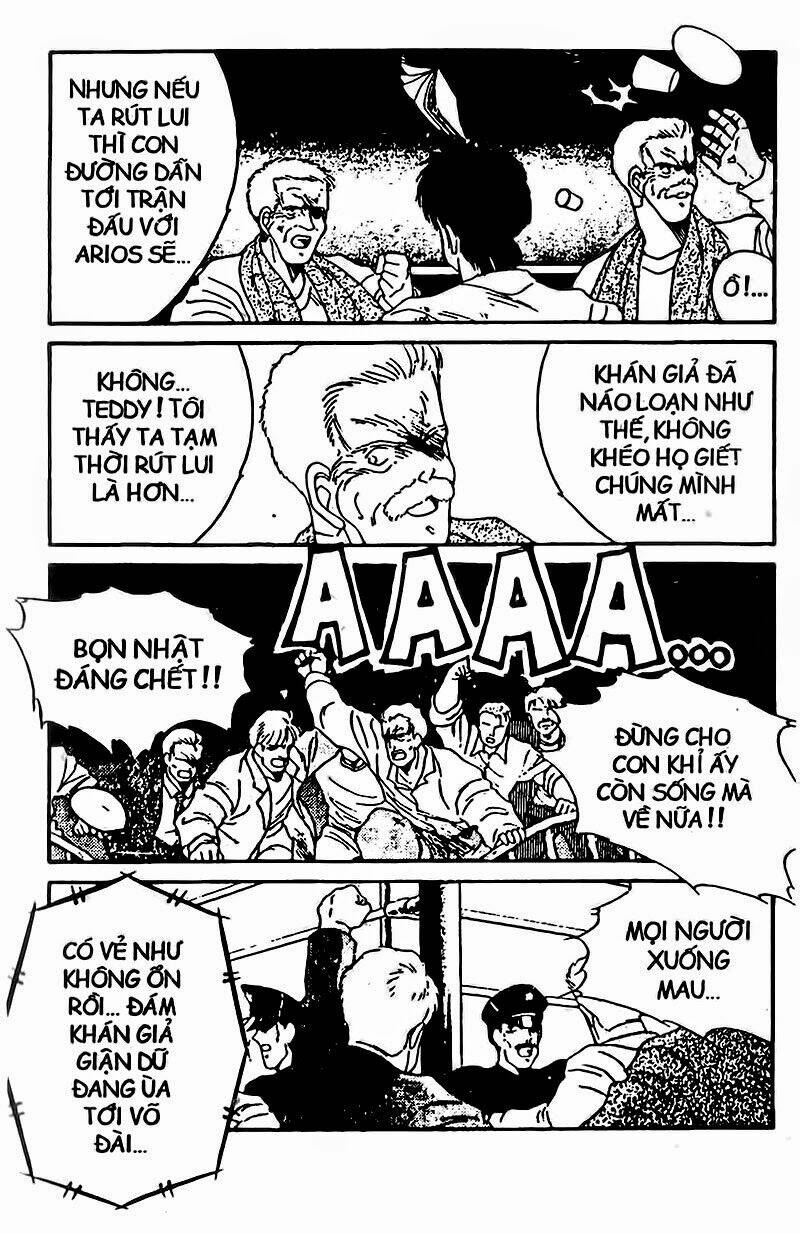 NHƯNG NẾU
TA RÚT LUI
THÌ CON
ĐƯỜNG DẪN
TỚI TRẬN
ĐẤU VỚI
ARIOS SẼ...
Ồ!...
KHÔNG...
TEDDY! TÔI
THẤY TA TẠM
THỜI RÚT LUI
LÀ HƠN...
KHÁN GIẢ ĐÃ
NÁO LOẠN NHƯ
THẾ, KHÔNG
KHÉO HỌ GIẾT
CHÚNG MÌNH
MẤT...
AAAA...
BỌN NHẬT
ĐÁNG CHẾT!!
ĐỪNG CHO
CON KHỈ ẤY
CÒN SỐNG MÀ
VỀ NỮA!!
CÓ VẺ NHƯ
KHÔNG ỔN
RỒI... ĐÁM
KHÁN GIẢ
GIẬN DỮ
ĐANG ÙA
TỚI VÕ
ĐÀI...
MỌI NGƯỜI
XUỐNG
MAU...